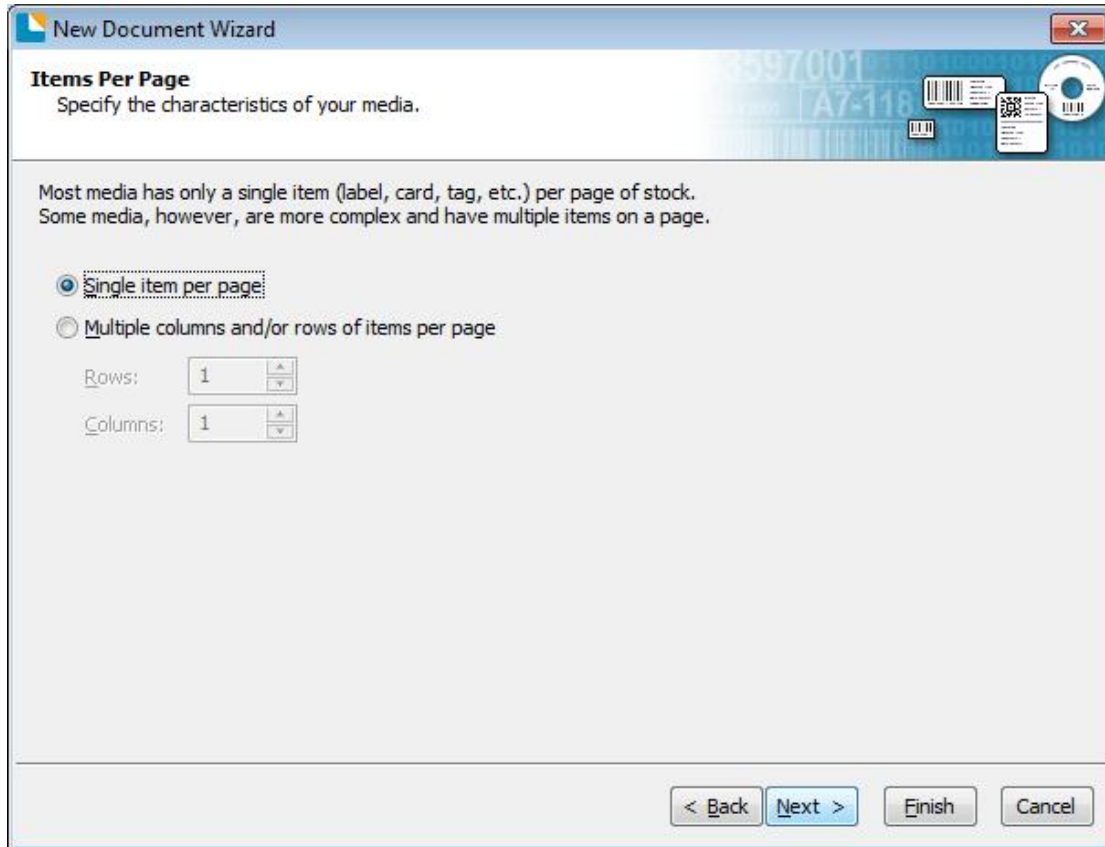 New Document Wizard
3597001
Items Per Page
Specify the characteristics of your media.
A7-118
Most media has only a single item (label, card, tag, etc.) per page of stock.
Some media, however, are more complex and have multiple items on a page.
Single item per page
Multiple columns and/or rows of items per page
Rows: 1
Columns: 1
< Back Next > Finish Cancel